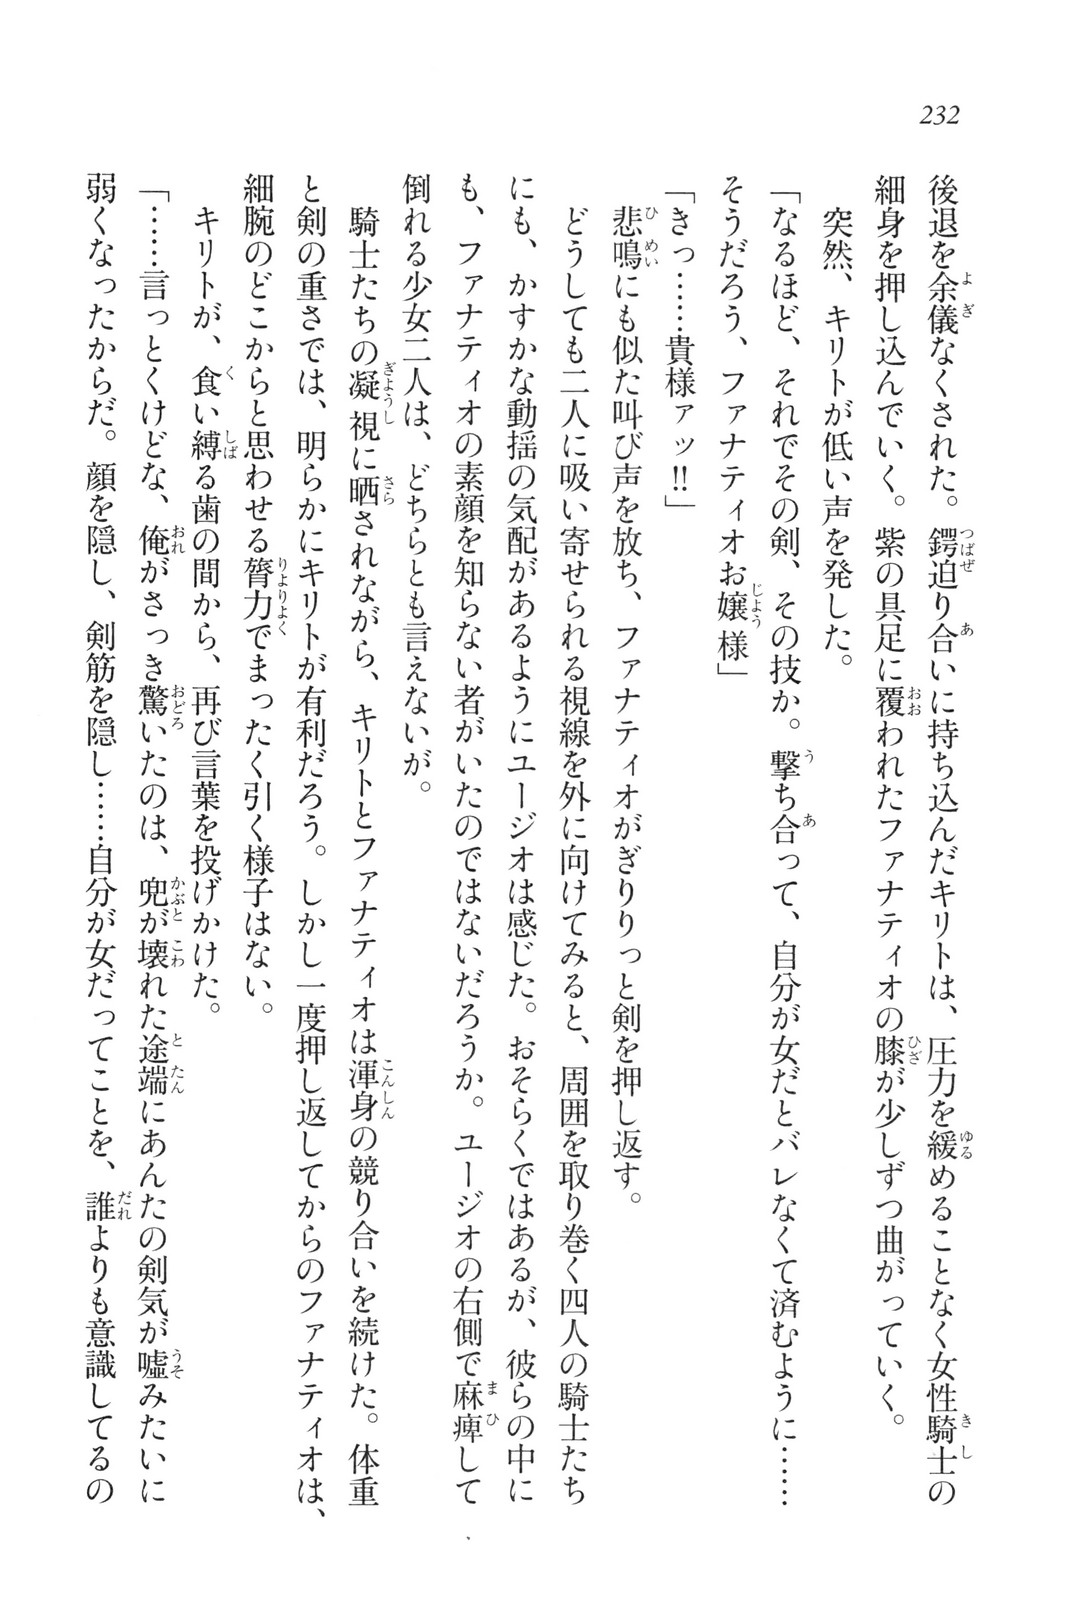 232
後退を余儀なくされた。鍔迫り合いに持ち込んだキリトは、圧力を緩めることなく女性騎士の
細身を押し込んでいく。紫の具足に覆われたファナティオの膝が少しずつ曲がっていく。
突然、キリトが低い声を発した。
「なるほど、それでその剣、その技か。撃ち合って、自分が女だとバレなくて済むように……
そうだろう、ファナティオお嬢様」
「きっ……貴様ァッ!!」
悲鳴にも似た叫び声を放ち、ファナティオがぎりりっと剣を押し返す。
どうしても二人に吸い寄せられる視線を外に向けてみると、周囲を取り巻く四人の騎士たち
にも、かすかな動揺の気配があるようにユージオは感じた。おそらくではあるが、彼らの中に
も、ファナティオの素顔を知らない者がいたのではないだろうか。ユージオの右側で麻痺して
倒れる少女二人は、どちらとも言えないが。
騎士たちの凝視に晒されながら、キリトとファナティオは渾身の競り合いを続けた。体重
と剣の重さでは、明らかにキリトが有利だろう。しかし一度押し返してからのファナティオは、
細腕のどこからと思わせる膂力でまったく引く様子はない。
キリトが、食い縛る歯の間から、再び言葉を投げかけた。
「……言っとくけどな、俺がさっき驚いたのは、兜が壊れた途端にあんたの剣気が嘘みたいに
弱くなったからだ。顔を隠し、剣筋を隠し……自分が女だってことを、誰よりも意識してるの